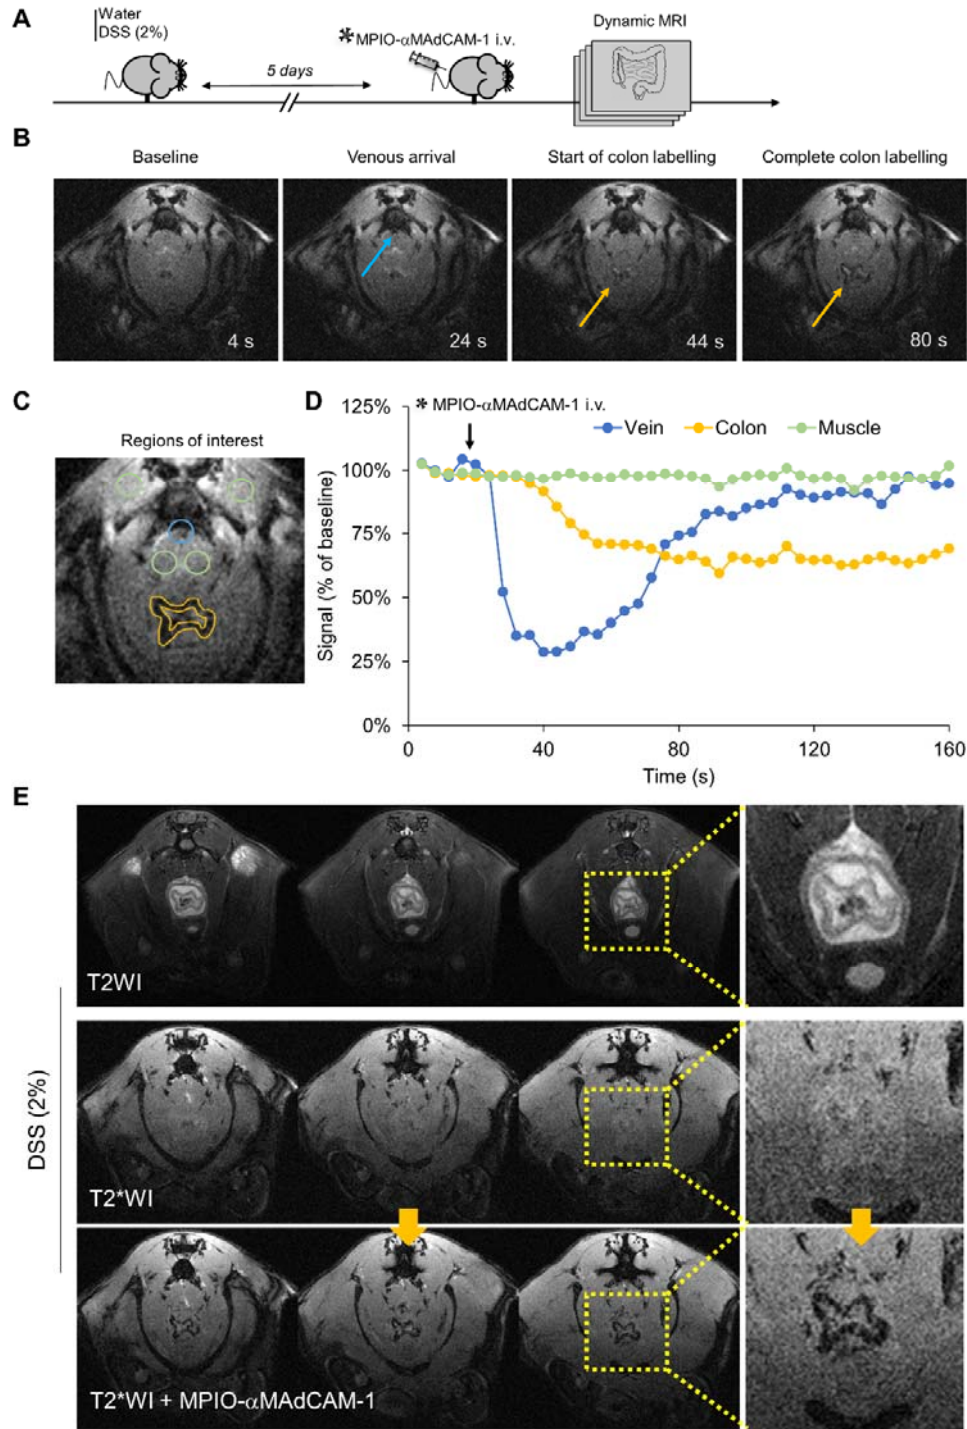 A
Water
DSS (2%)
5 days
*MPIO-αMAdCAM-1 i.v.
Dynamic MRI
B
Baseline
Venous arrival
Start of colon labelling
Complete colon labelling
4 s
24 s
44 s
80 s
C
Regions of interest
D
* MPIO-αMAdCAM-1 i.v.
Vein
Colon
Muscle
Signal (% of baseline)
125%
100%
75%
50%
25%
0%
0
40
80
120
160
Time (s)
E
DSS (2%)
T2WI
T2*WI
T2*WI + MPIO-αMAdCAM-1